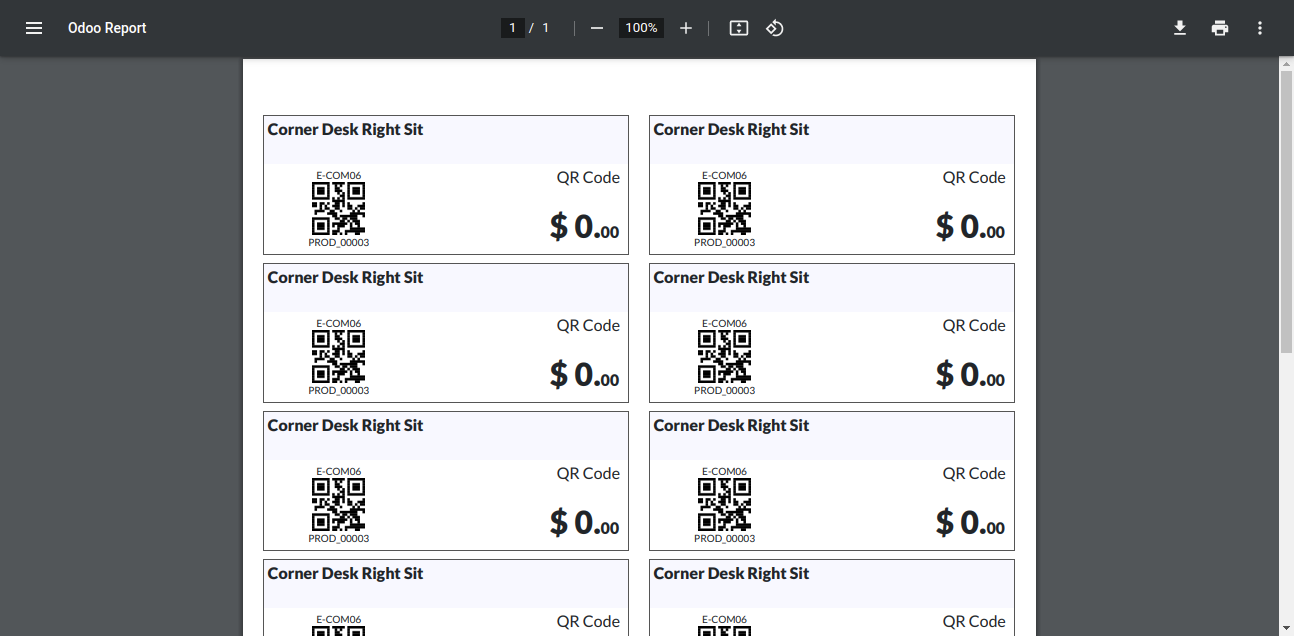 Odoo Report
1 / 1
100%
Corner Desk Right Sit
E-COM06
QR Code
$ 0.00
PROD_00003
Corner Desk Right Sit
E-COM06
QR Code
$ 0.00
PROD_00003
Corner Desk Right Sit
E-COM06
QR Code
$ 0.00
PROD_00003
Corner Desk Right Sit
E-COM06
QR Code
$ 0.00
PROD_00003
Corner Desk Right Sit
E-COM06
QR Code
$ 0.00
PROD_00003
Corner Desk Right Sit
E-COM06
QR Code
$ 0.00
PROD_00003
Corner Desk Right Sit
E-COM06
QR Code
Corner Desk Right Sit
E-COM06
QR Code